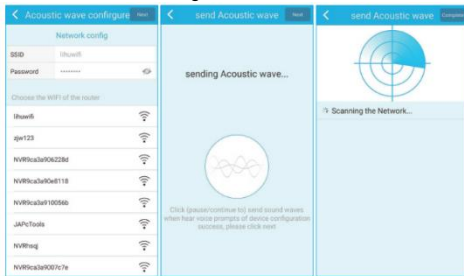 Acoustic wave confirgure
Next
Network config
SSID
lihuwifi
Password
········
Choose the WIFI of the router
lihuwifi
zjw123
NVR9ca3a906228d
NVR9ca3a90e8118
NVR9ca3a910056b
JAPcTools
NVRhsqj
NVR9ca3a9007c7e
send Acoustic wave
Next
sending Acoustic wave...
Click (pause/continue to) send sound waves
when hear voice prompts of device configuration
success, please click next
send Acoustic wave
Complete
Scanning the Network...